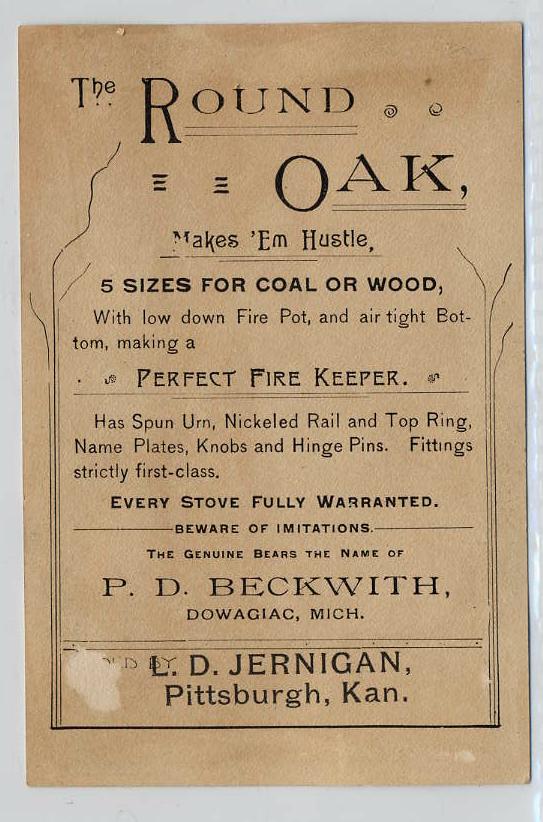 The ROUND
OAK,
Makes 'Em Hustle,
5 SIZES FOR COAL OR WOOD,
With low down Fire Pot, and air tight Bot-
tom, making a
PERFECT FIRE KEEPER.
Has Spun Urn, Nickeled Rail and Top Ring,
Name Plates, Knobs and Hinge Pins. Fittings
strictly first-class.
EVERY STOVE FULLY WARRANTED.
BEWARE OF IMITATIONS.
THE GENUINE BEARS THE NAME OF
P. D. BECKWITH,
DOWAGIAC, MICH.
BY L. D. JERNIGAN,
Pittsburgh, Kan.